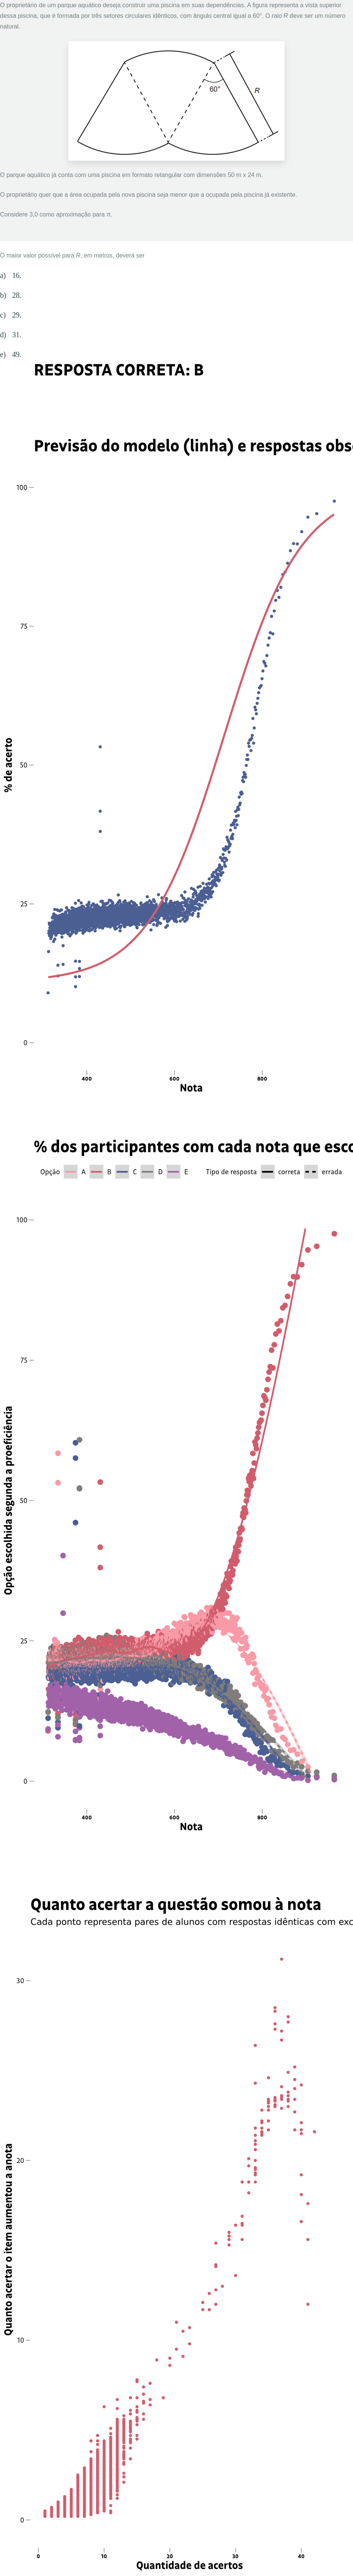 O proprietário de um parque aquático deseja construir uma piscina em suas dependências. A figura representa a vista superior
dessa piscina, que é formada por três setores circulares idênticos, com ângulo central igual a 60°. O raio R deve ser um número
natural.
60°
R
O parque aquático já conta com uma piscina em formato retangular com dimensões 50 m x 24 m.
O proprietário quer que a área ocupada pela nova piscina seja menor que a ocupada pela piscina já existente.
Considere 3,0 como aproximação para π.
O maior valor possível para R, em metros, deverá ser
a) 16.
b) 28.
c) 29.
d) 31.
e) 49.
RESPOSTA CORRETA: B
Previsão do modelo (linha) e respostas obs
100
75
50
25
0
% de acerto
400 600 800
Nota
% dos participantes com cada nota que esco
Opção A B C D E Tipo de resposta correta errada
100
75
50
25
0
Opção escolhida segunda a proeficiência
400 600 800
Nota
Quanto acertar a questão somou à nota
Cada ponto representa pares de alunos com respostas idênticas com exc
30
20
10
0
Quanto acertar o item aumentou a anota
0 10 20 30 40
Quantidade de acertos